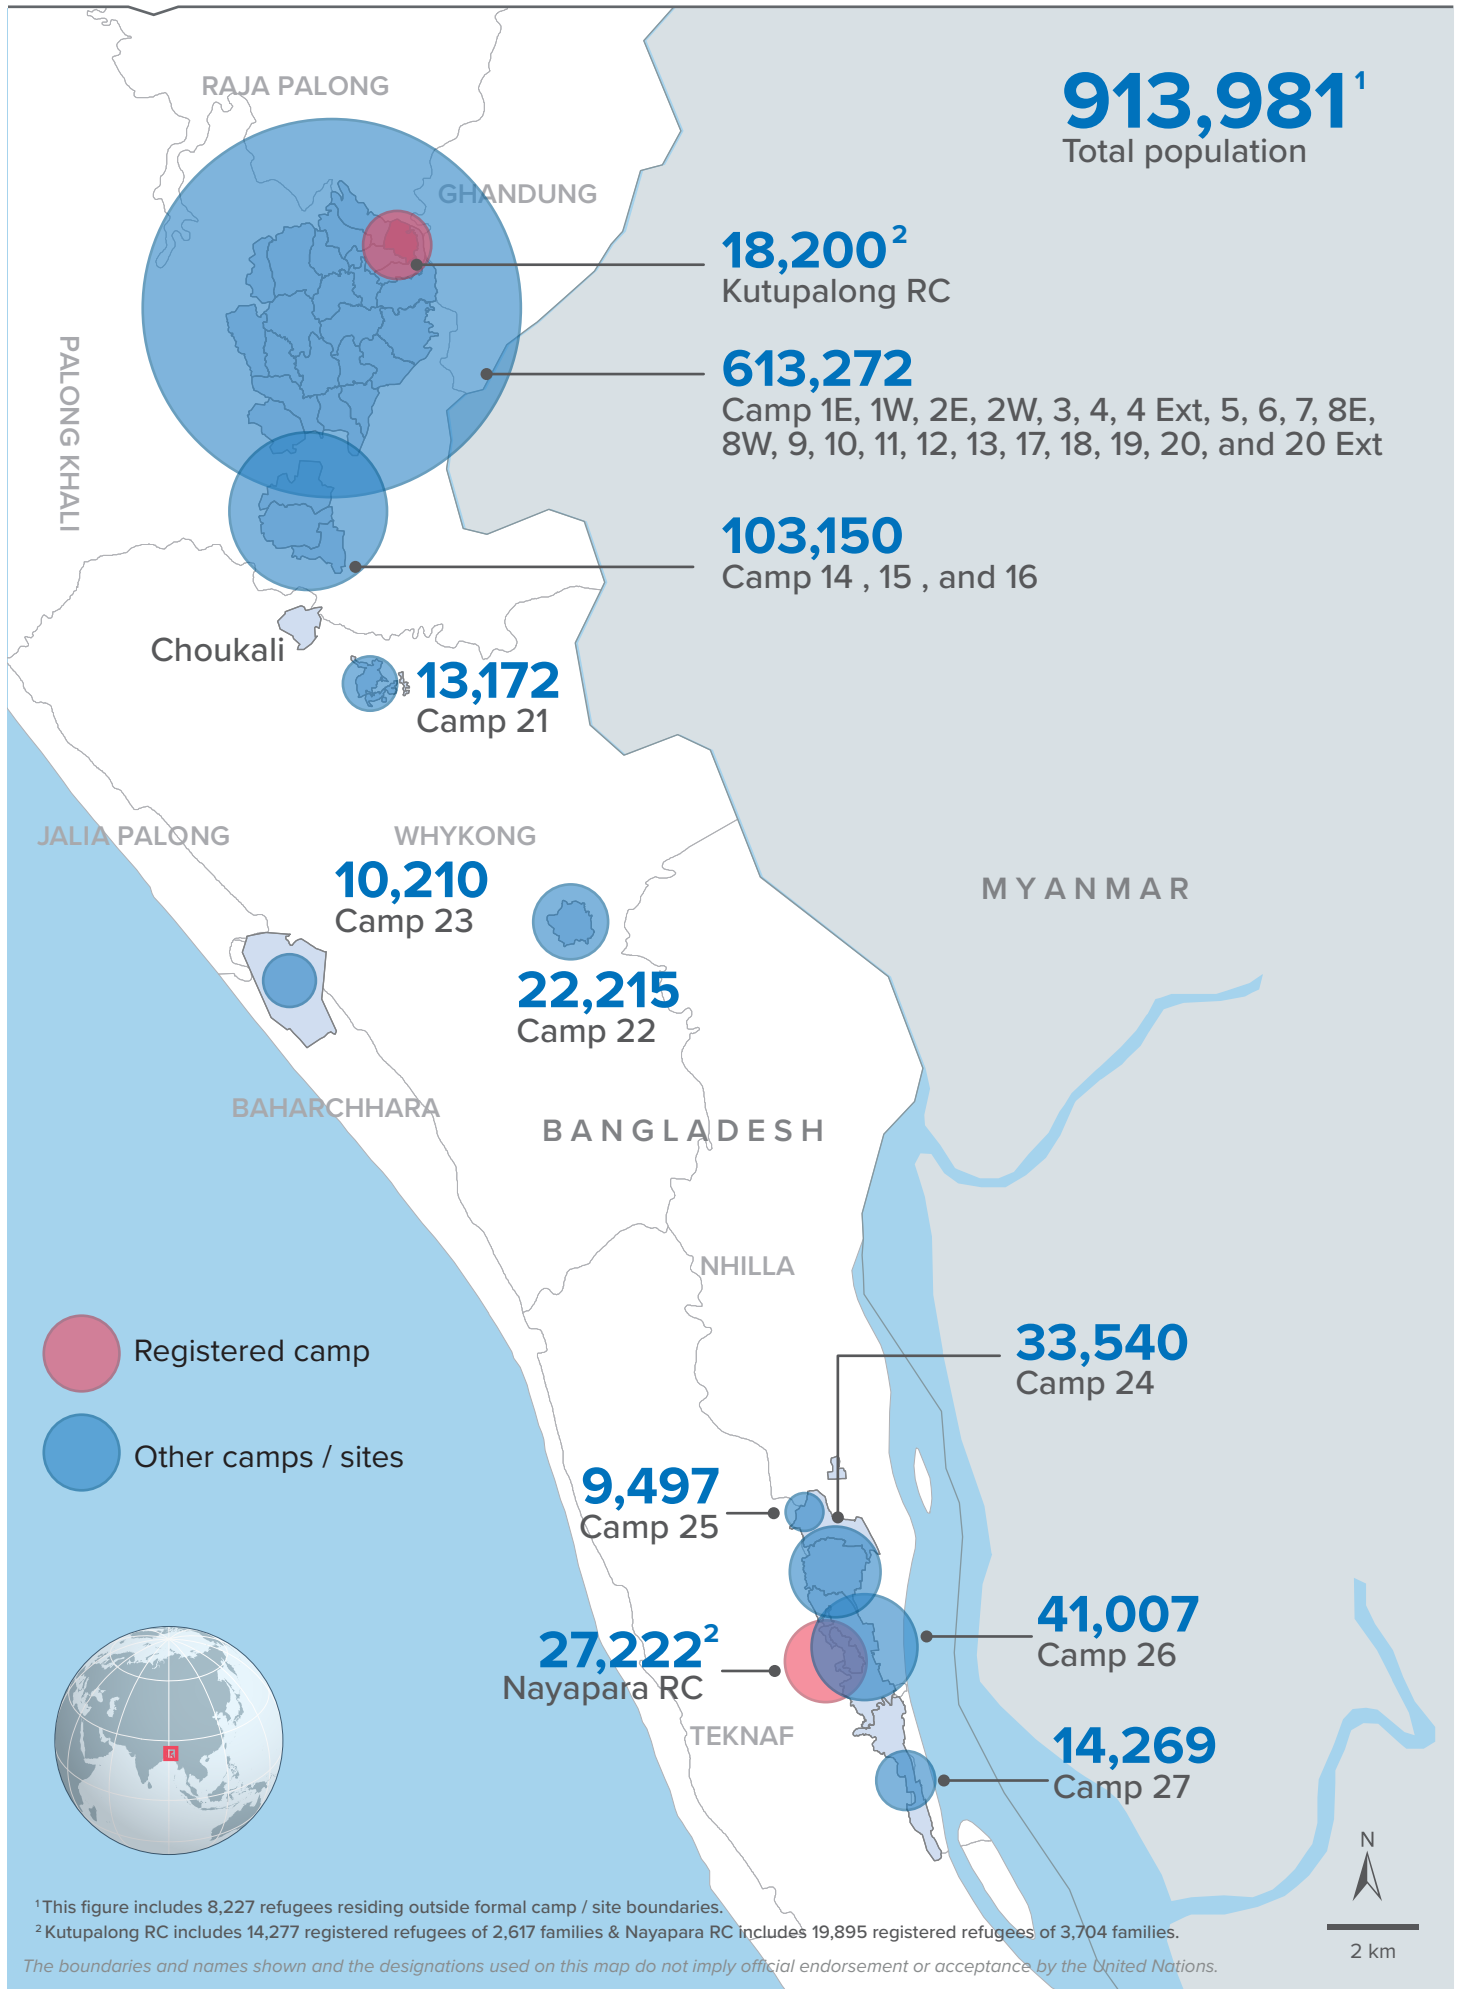 RAJA PALONG
913,981¹
Total population
GHANDUNG
18,200²
Kutupalong RC
PALONG KHALI
613,272
Camp 1E, 1W, 2E, 2W, 3, 4, 4 Ext, 5, 6, 7, 8E,
8W, 9, 10, 11, 12, 13, 17, 18, 19, 20, and 20 Ext
103,150
Camp 14 , 15 , and 16
Choukali
13,172
Camp 21
JALIA PALONG
WHYKONG
10,210
Camp 23
MYANMAR
22,215
Camp 22
BAHARCHHARA
BANGLADESH
NHILLA
33,540
Camp 24
Registered camp
Other camps / sites
9,497
Camp 25
41,007
Camp 26
27,222²
Nayapara RC
TEKNAF
14,269
Camp 27
N
2 km
¹ This figure includes 8,227 refugees residing outside formal camp / site boundaries.
² Kutupalong RC includes 14,277 registered refugees of 2,617 families & Nayapara RC includes 19,895 registered refugees of 3,704 families.
The boundaries and names shown and the designations used on this map do not imply official endorsement or acceptance by the United Nations.